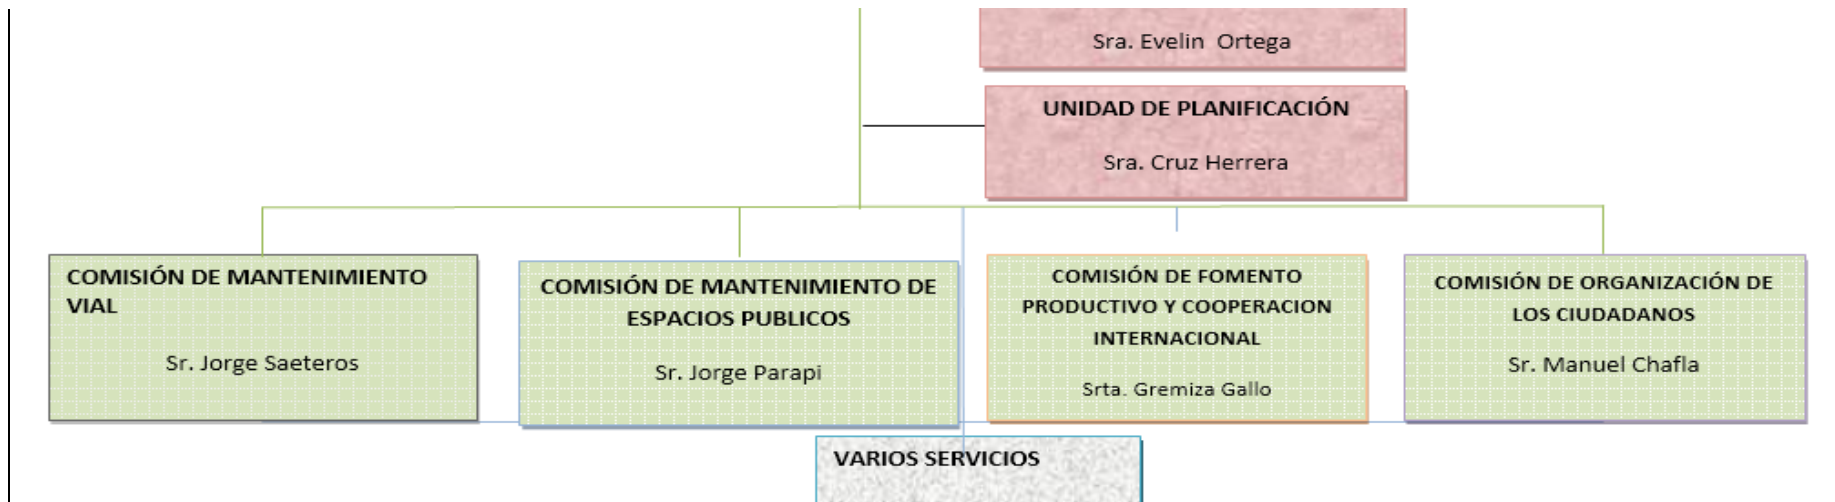 Sra. Evelin  Ortega
UNIDAD DE PLANIFICACIÓN
Sra. Cruz Herrera
COMISIÓN DE MANTENIMIENTO
VIAL
Sr. Jorge Saeteros
COMISIÓN DE MANTENIMIENTO DE
ESPACIOS PUBLICOS
Sr. Jorge Parapi
COMISIÓN DE FOMENTO
PRODUCTIVO Y COOPERACION
INTERNACIONAL
Srta. Gremiza Gallo
COMISIÓN DE ORGANIZACIÓN DE
LOS CIUDADANOS
Sr. Manuel Chafla
VARIOS SERVICIOS